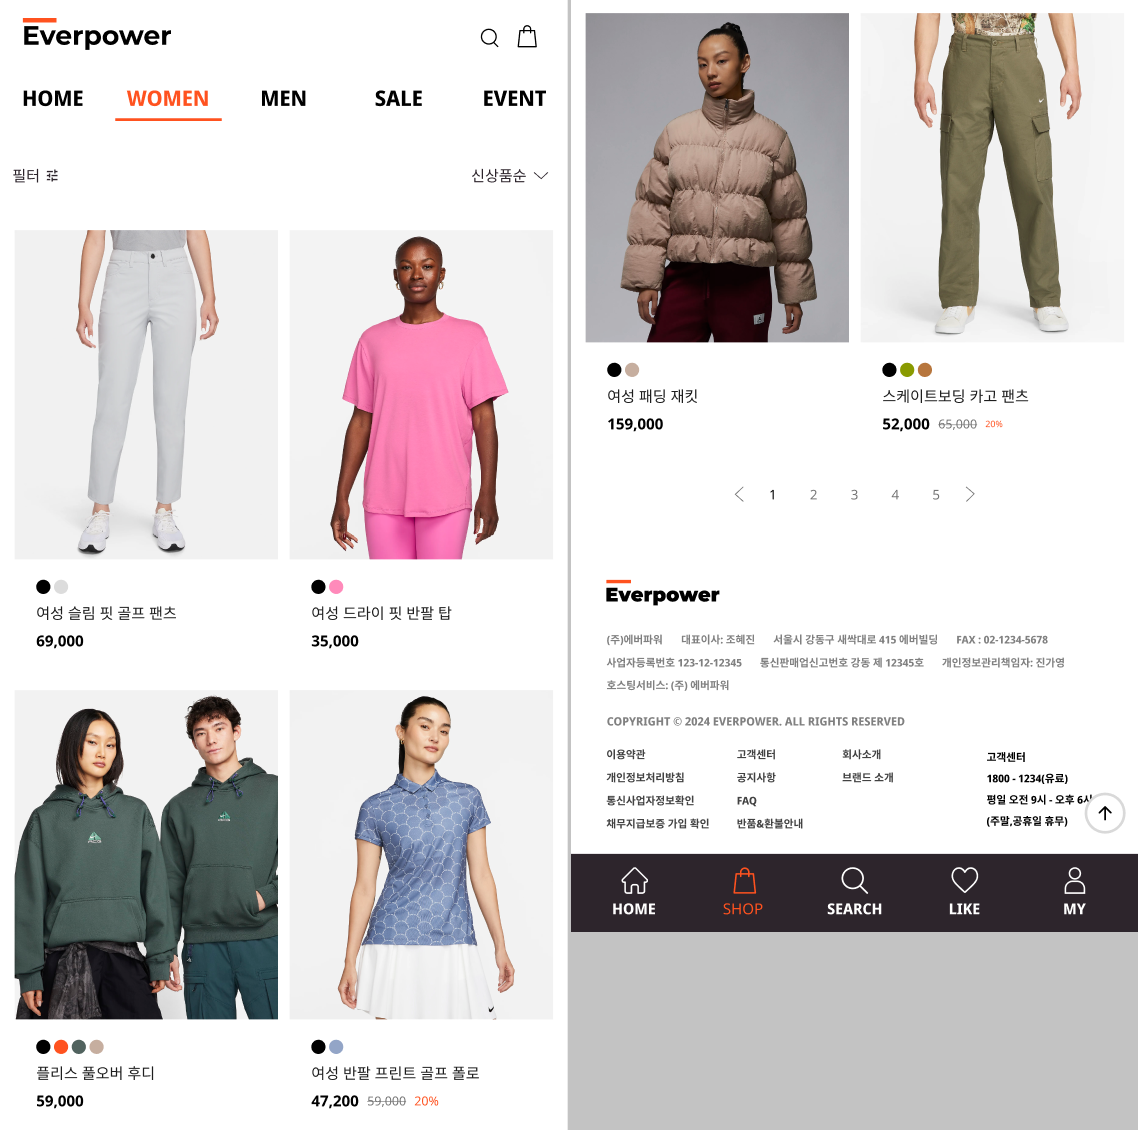 Everpower
HOME WOMEN MEN SALE EVENT
필터 신상품순
여성 슬림 핏 골프 팬츠
69,000
여성 드라이 핏 반팔 탑
35,000
플리스 풀오버 후디
59,000
여성 반팔 프린트 골프 폴로
47,200 59,000 20%
여성 패딩 재킷
159,000
스케이트보딩 카고 팬츠
52,000 65,000 20%
1 2 3 4 5
Everpower
(주)에버파워 대표이사: 조혜진 서울시 강동구 새싹대로 415 에버빌딩 FAX : 02-1234-5678
사업자등록번호 123-12-12345 통신판매업신고번호 강동 제 12345호 개인정보관리책임자: 진가영
호스팅서비스: (주) 에버파워
COPYRIGHT © 2024 EVERPOWER. ALL RIGHTS RESERVED
이용약관
개인정보처리방침
통신사업자정보확인
채무지급보증 가입 확인
고객센터
공지사항
FAQ
반품&환불안내
회사소개
브랜드 소개
고객센터
1800 - 1234(유료)
평일 오전 9시 - 오후 6시
(주말,공휴일 휴무)
HOME SHOP SEARCH LIKE MY